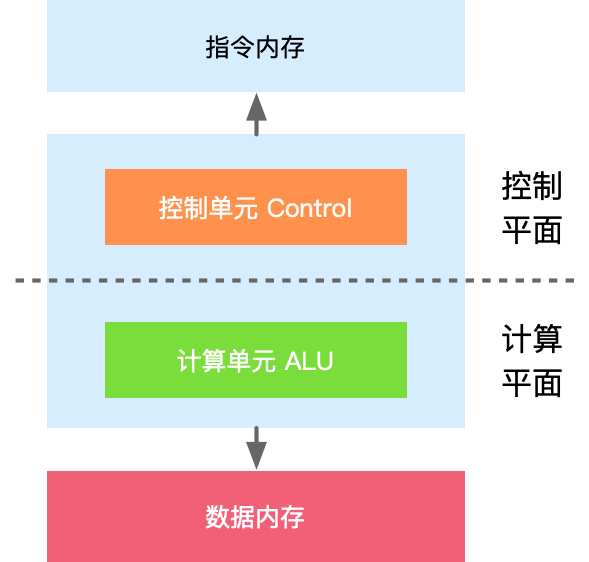 指令内存
控制单元 Control
控制
平面
计算单元 ALU
计算
平面
数据内存